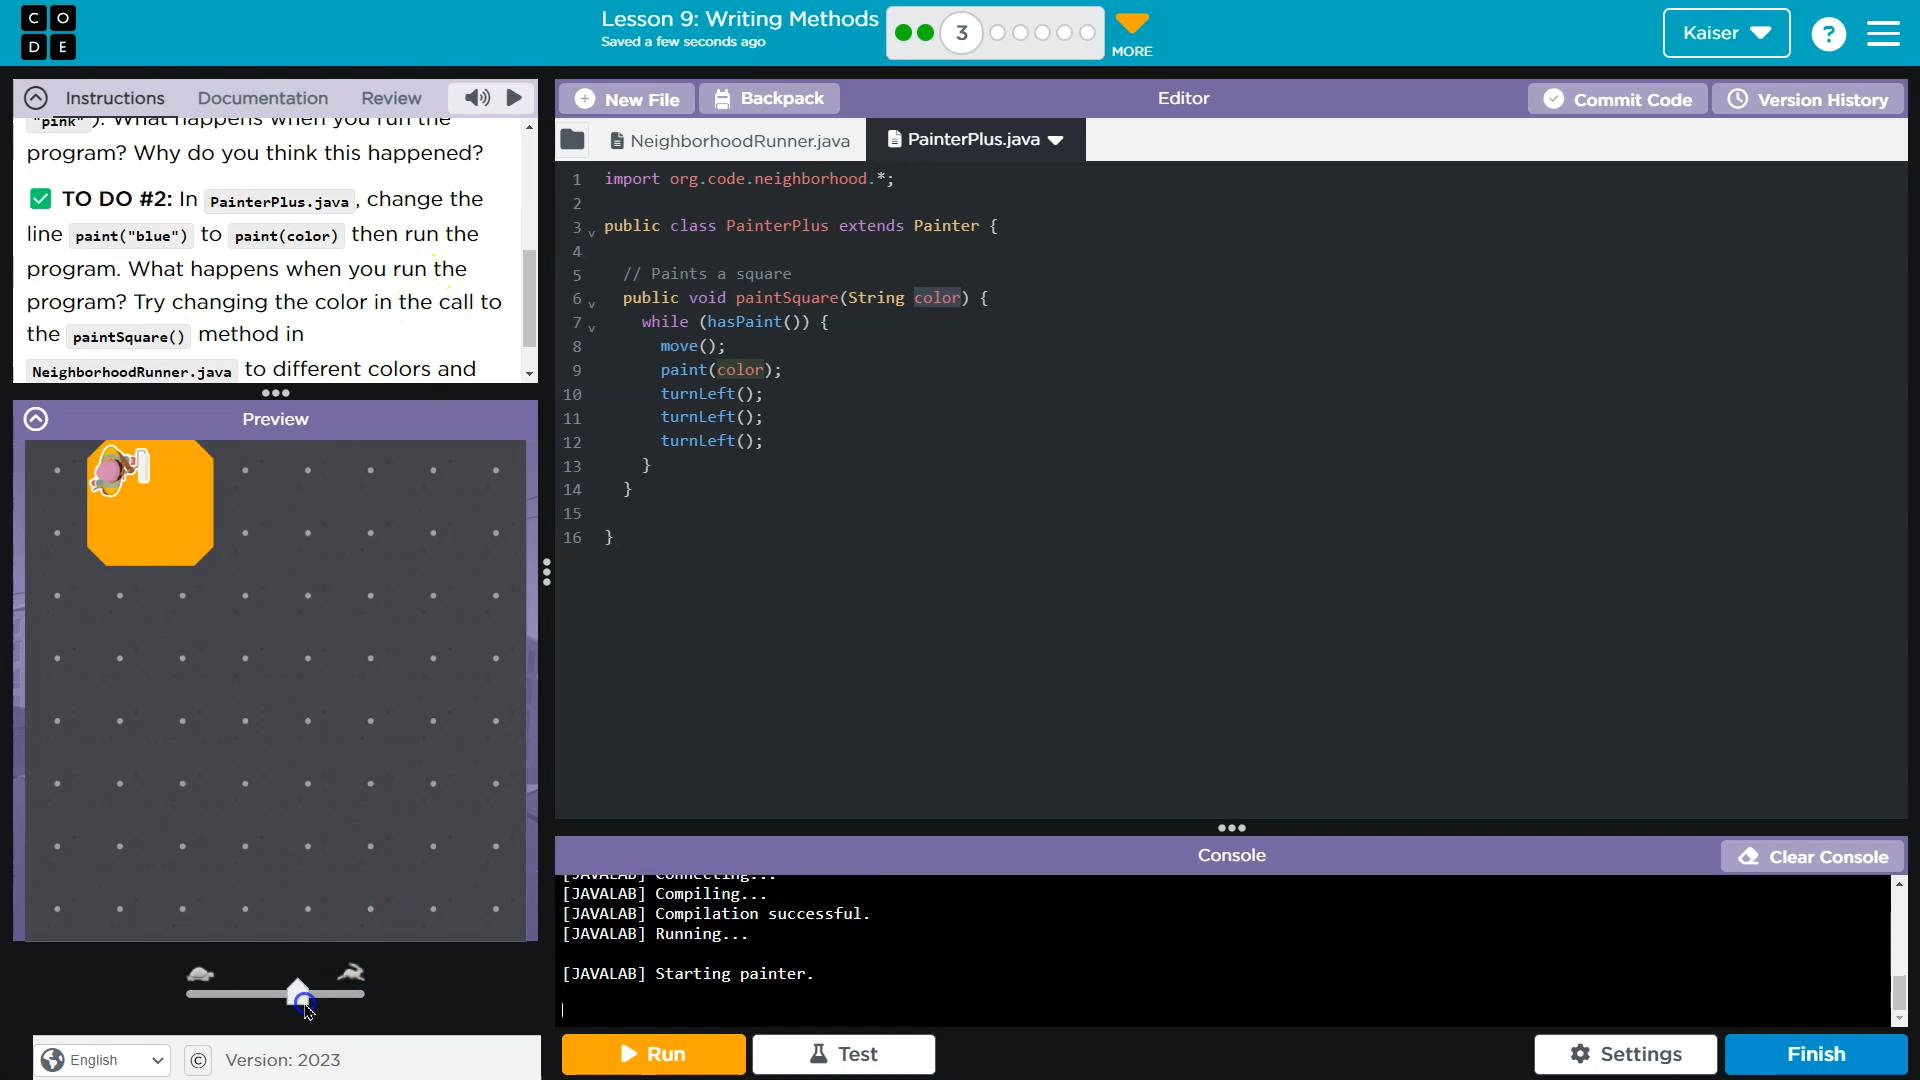 C O
D E
Lesson 9: Writing Methods
Saved a few seconds ago
3
MORE
Kaiser
?
Instructions Documentation Review
"pink" ). What happens when you run the
program? Why do you think this happened?
TO DO #2: In PainterPlus.java , change the
line paint("blue") to paint(color) then run the
program. What happens when you run the
program? Try changing the color in the call to
the paintSquare() method in
NeighborhoodRunner.java to different colors and
Preview
English
© Version: 2023
New File Backpack
Editor
Commit Code Version History
NeighborhoodRunner.java PainterPlus.java
1 import org.code.neighborhood.*;
2
3 public class PainterPlus extends Painter {
4
5 // Paints a square
6 public void paintSquare(String color) {
7 while (hasPaint()) {
8 move();
9 paint(color);
10 turnLeft();
11 turnLeft();
12 turnLeft();
13 }
14 }
15
16 }
Console
Clear Console
[JAVALAB] Connecting...
[JAVALAB] Compiling...
[JAVALAB] Compilation successful.
[JAVALAB] Running...
[JAVALAB] Starting painter.
Run Test Settings Finish